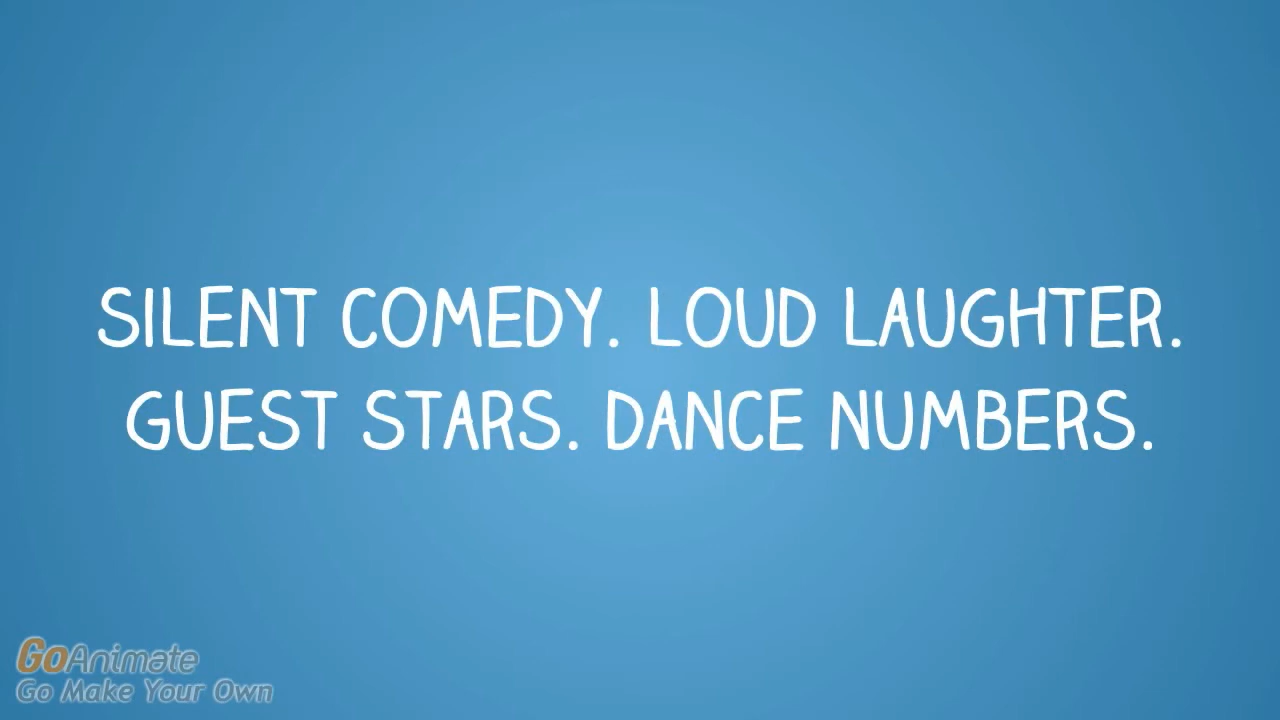 SILENT COMEDY. LOUD LAUGHTER.
GUEST STARS. DANCE NUMBERS.
GoAnimate
Go Make Your Own